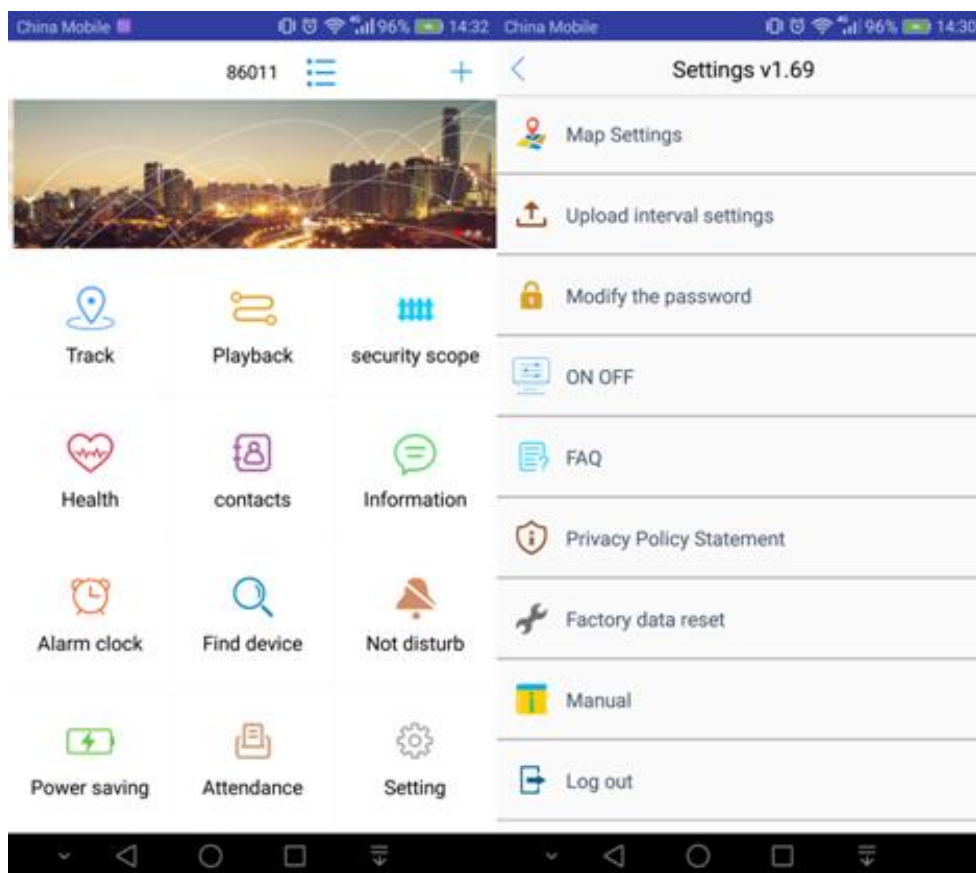 China Mobile 96% 14:32
86011
Track Playback security scope
Health contacts Information
Alarm clock Find device Not disturb
Power saving Attendance Setting
China Mobile 96% 14:30
Settings v1.69
Map Settings
Upload interval settings
Modify the password
ON OFF
FAQ
Privacy Policy Statement
Factory data reset
Manual
Log out